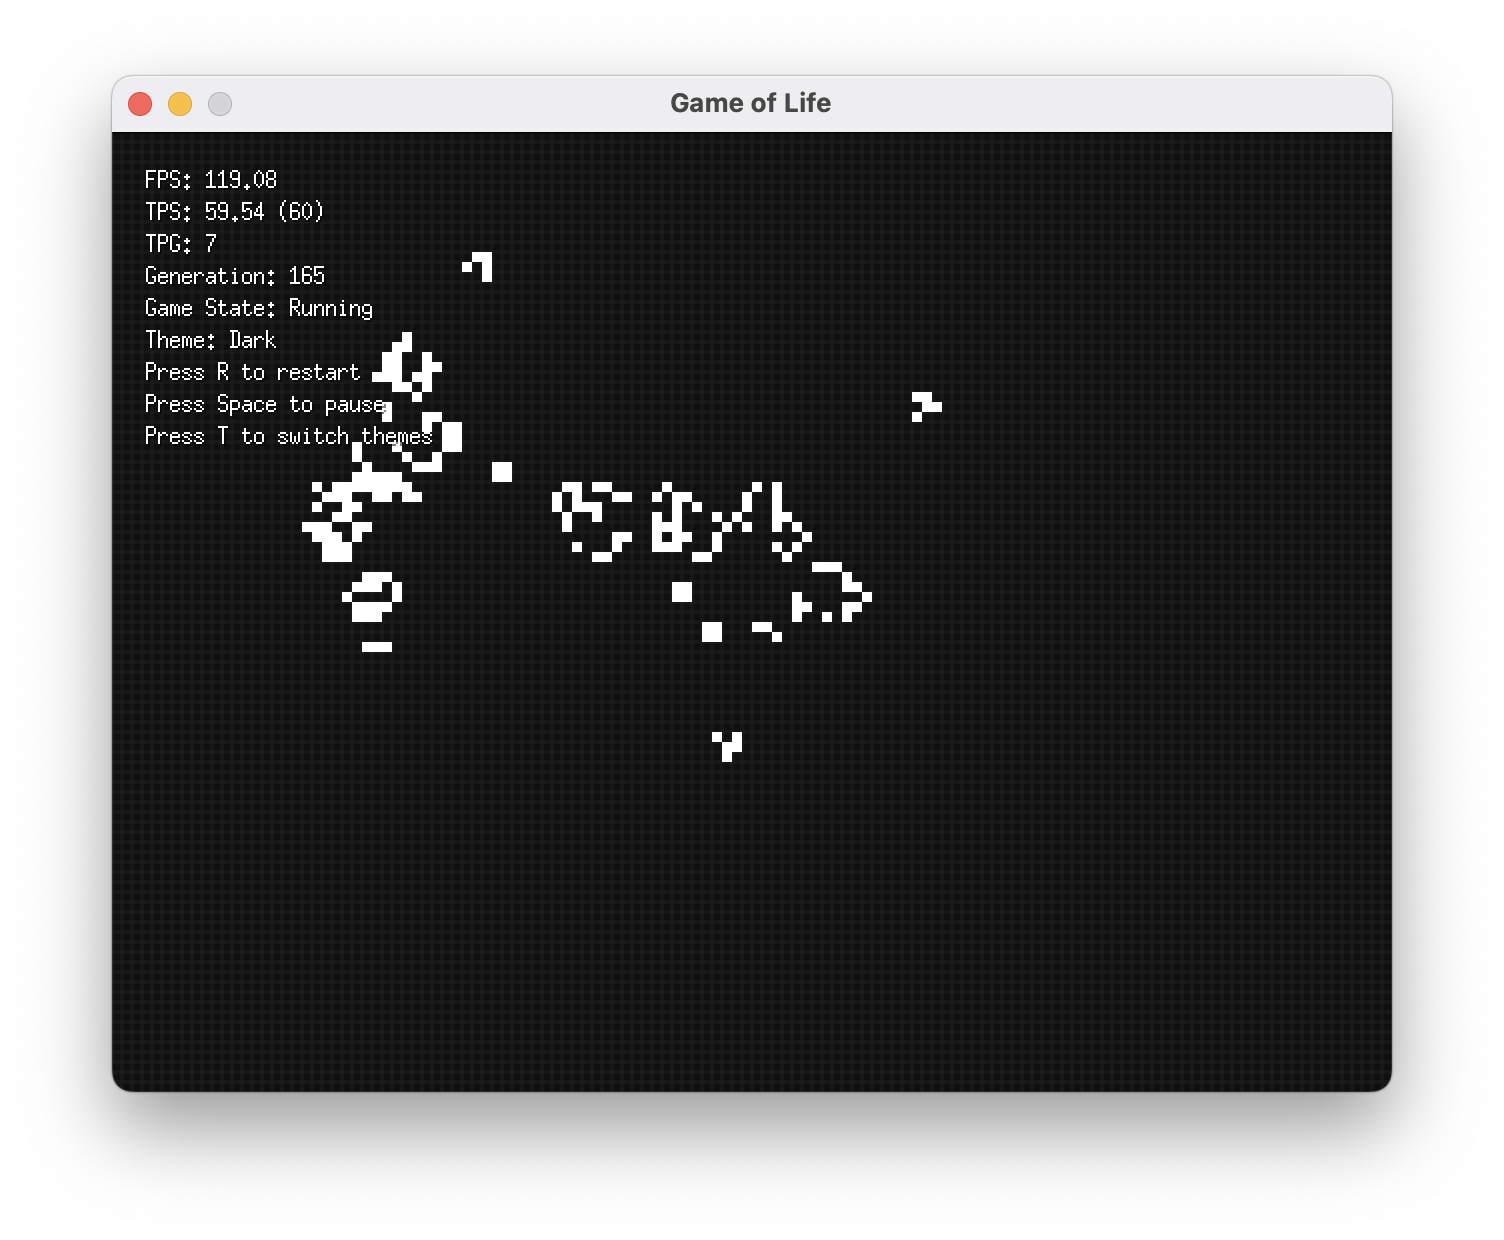 Game of Life
FPS: 119.08
TPS: 59.54 (60)
TPG: 7
Generation: 165
Game State: Running
Theme: Dark
Press R to restart
Press Space to pause
Press T to switch themes